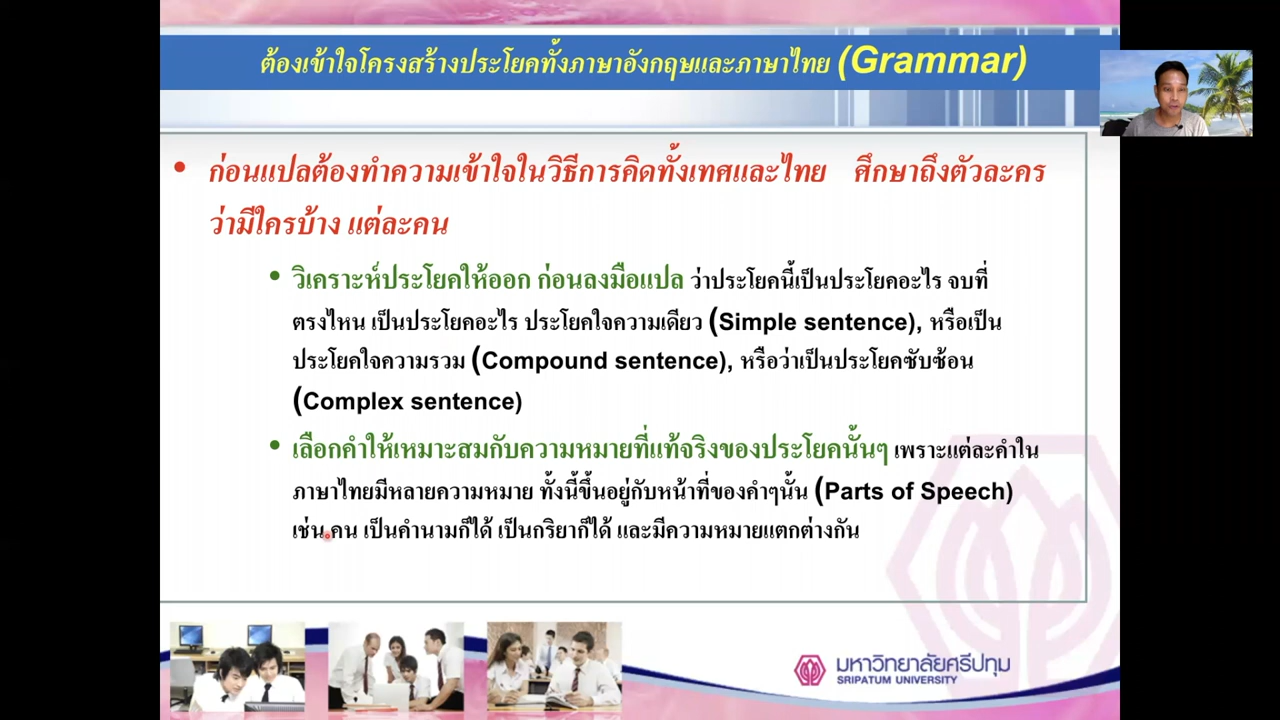 ต้องเข้าใจโครงสร้างประโยคทั้งภาษาอังกฤษและภาษาไทย (Grammar)
• ก่อนแปลต้องทำความเข้าใจในวิธีการคิดทั้งเทศและไทย ศึกษาถึงตัวละคร
ว่ามีใครบ้าง แต่ละคน
• วิเคราะห์ประโยคให้ออก ก่อนลงมือแปล ว่าประโยคนี้เป็นประโยคอะไร จบที่
ตรงไหน เป็นประโยคอะไร ประโยคใจความเดียว (Simple sentence), หรือเป็น
ประโยคใจความรวม (Compound sentence), หรือว่าเป็นประโยคซับซ้อน
(Complex sentence)
• เลือกคำให้เหมาะสมกับความหมายที่แท้จริงของประโยคนั้นๆ เพราะแต่ละคำใน
ภาษาไทยมีหลายความหมาย ทั้งนี้ขึ้นอยู่กับหน้าที่ของคำๆนั้น (Parts of Speech)
เช่น คน เป็นคำนามก็ได้ เป็นกริยาก็ได้ และมีความหมายแตกต่างกัน
มหาวิทยาลัยศรีปทุม
SRIPATUM UNIVERSITY